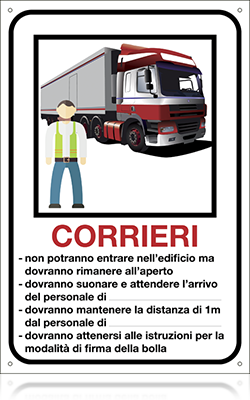 CORRIERI
- non potranno entrare nell'edificio ma
dovranno rimanere all'aperto
- dovranno suonare e attendere l'arrivo
del personale di
- dovranno mantenere la distanza di 1m
dal personale di
- dovranno attenersi alle istruzioni per la
modalità di firma della bolla